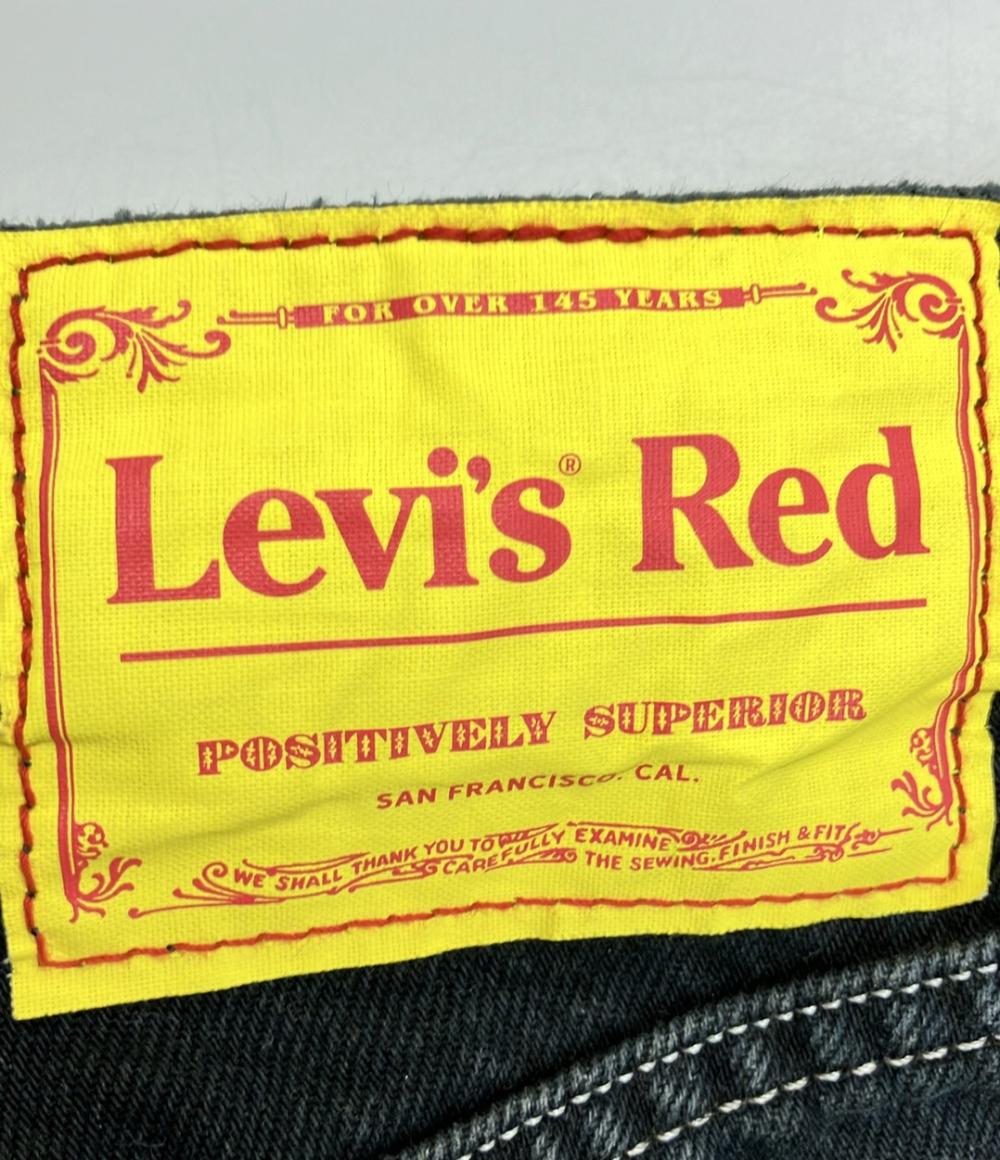 FOR OVER 145 YEARS
Levi's® Red
POSITIVELY SUPERIOR
SAN FRANCISCO. CAL.
WE SHALL THANK YOU TO CAREFULLY EXAMINE THE SEWING, FINISH & FIT